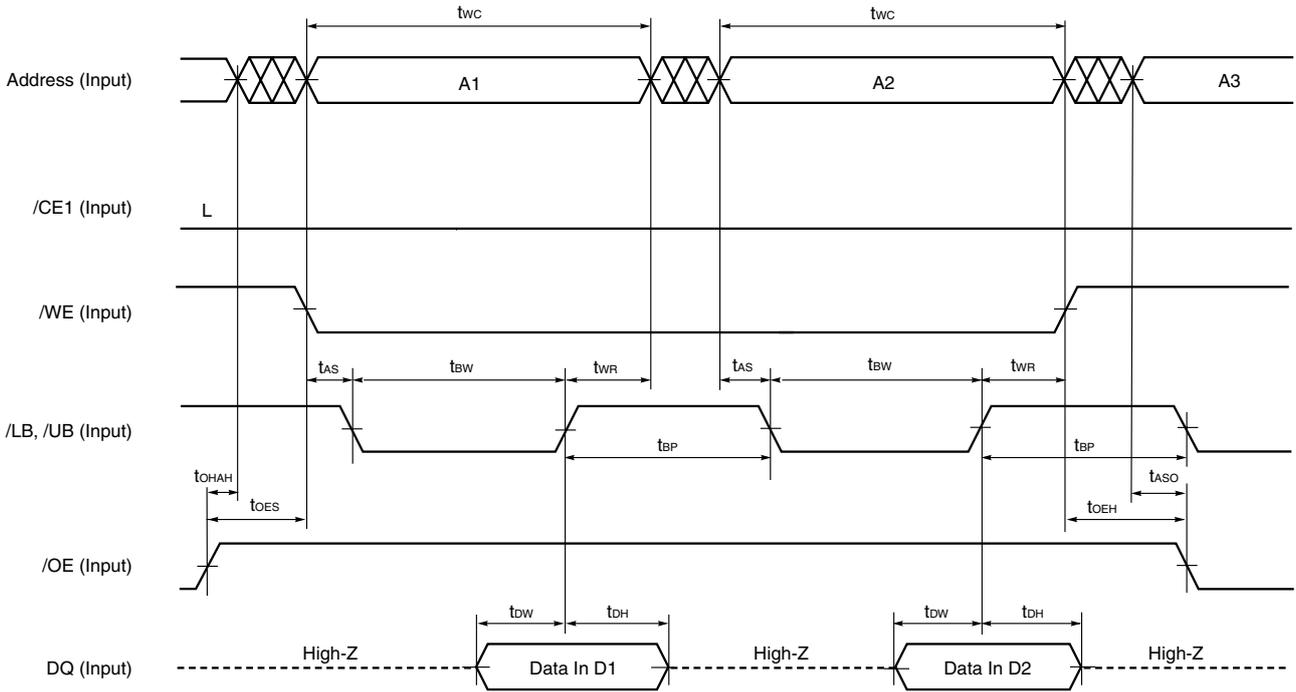 tWC tWC
Address (Input) A1 A2 A3
/CE1 (Input) L
/WE (Input)
tAS tBW tWR tAS tBW tWR
/LB, /UB (Input)
tBP tBP
tOHAH tASO
tOES tOEH
/OE (Input)
tDW tDH tDW tDH
High-Z High-Z High-Z
DQ (Input) Data In D1 Data In D2